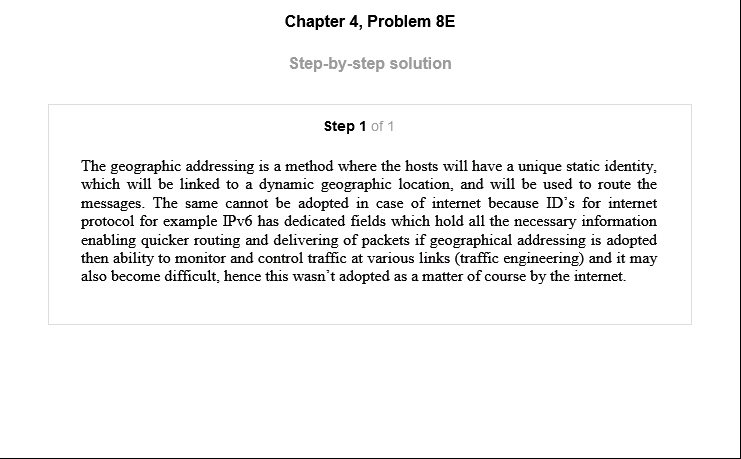 Chapter 4, Problem 8E
Step-by-step solution
Step 1 of 1
The geographic addressing is a method where the hosts will have a unique static identity,
which will be linked to a dynamic geographic location, and will be used to route the
messages. The same cannot be adopted in case of internet because ID’s for internet
protocol for example IPv6 has dedicated fields which hold all the necessary information
enabling quicker routing and delivering of packets if geographical addressing is adopted
then ability to monitor and control traffic at various links (traffic engineering) and it may
also become difficult, hence this wasn’t adopted as a matter of course by the internet.